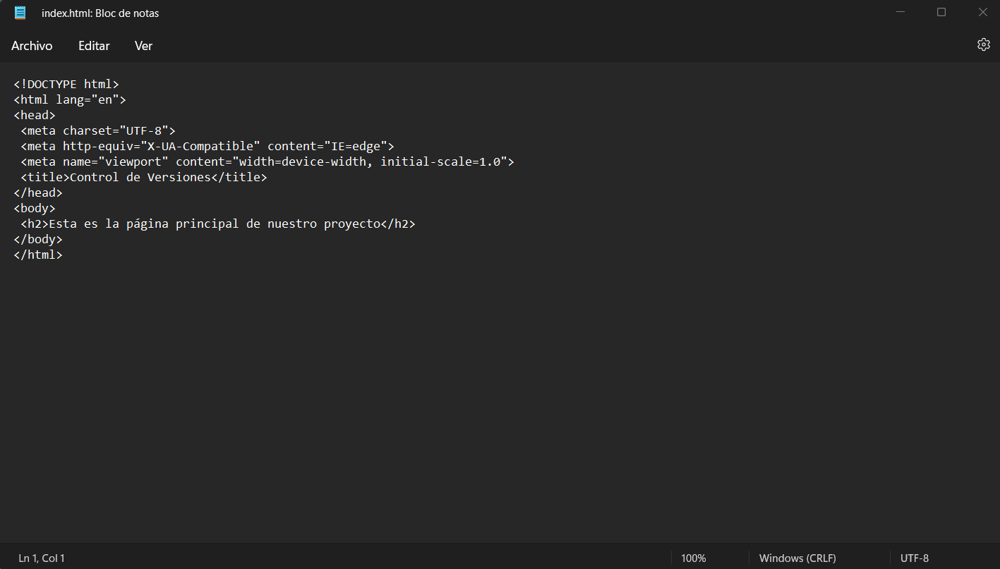 index.html: Bloc de notas
Archivo Editar Ver
<!DOCTYPE html>
<html lang="en">
<head>
 <meta charset="UTF-8">
 <meta http-equiv="X-UA-Compatible" content="IE=edge">
 <meta name="viewport" content="width=device-width, initial-scale=1.0">
 <title>Control de Versiones</title>
</head>
<body>
 <h2>Esta es la página principal de nuestro proyecto</h2>
</body>
</html>
Ln 1, Col 1 100% Windows (CRLF) UTF-8